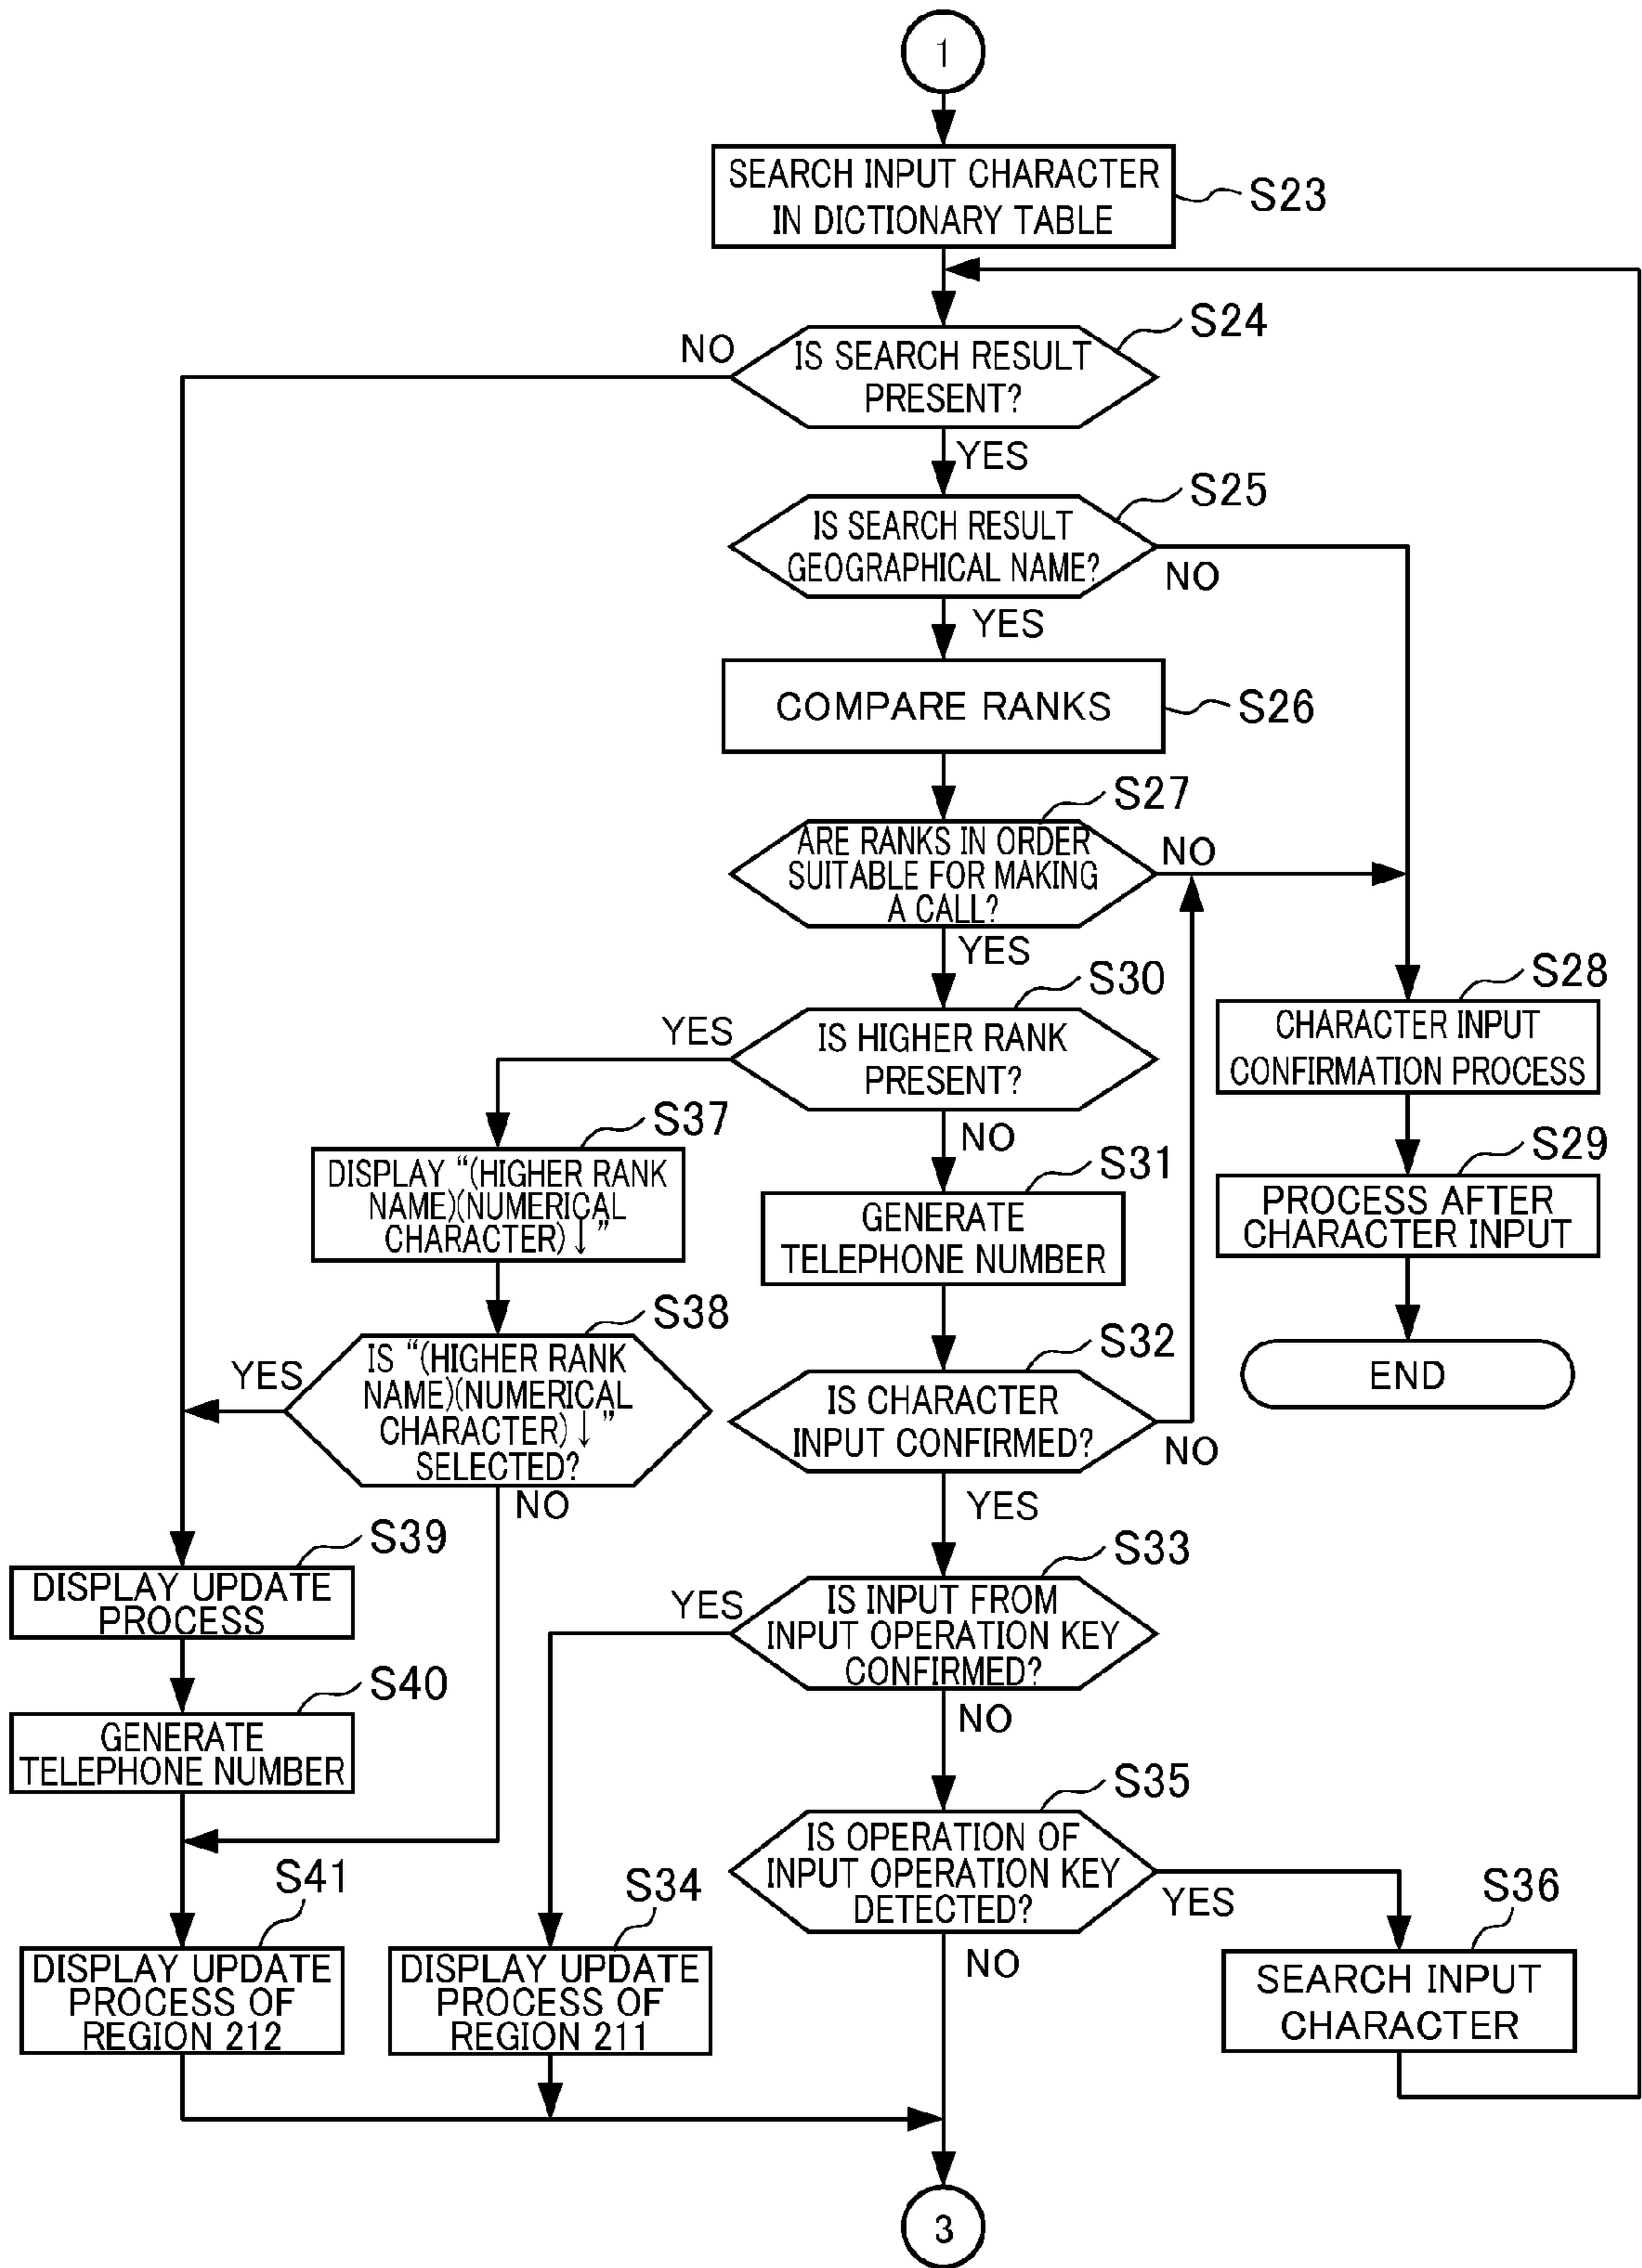 1
SEARCH INPUT CHARACTER
IN DICTIONARY TABLE
S23
S24
NO
IS SEARCH RESULT
PRESENT?
YES
S25
IS SEARCH RESULT
GEOGRAPHICAL NAME?
NO
YES
COMPARE RANKS
S26
S27
ARE RANKS IN ORDER
SUITABLE FOR MAKING
A CALL?
NO
YES
S28
CHARACTER INPUT
CONFIRMATION PROCESS
S29
PROCESS AFTER
CHARACTER INPUT
END
S30
YES
IS HIGHER RANK
PRESENT?
NO
S37
DISPLAY “(HIGHER RANK
NAME)(NUMERICAL
CHARACTER)↓”
S31
GENERATE
TELEPHONE NUMBER
S38
YES
IS “(HIGHER RANK
NAME)(NUMERICAL
CHARACTER)↓”
SELECTED?
NO
S32
IS CHARACTER
INPUT CONFIRMED?
NO
YES
S39
DISPLAY UPDATE
PROCESS
S33
YES
IS INPUT FROM
INPUT OPERATION KEY
CONFIRMED?
NO
S40
GENERATE
TELEPHONE NUMBER
S35
IS OPERATION OF
INPUT OPERATION KEY
DETECTED?
YES
NO
S41
DISPLAY UPDATE
PROCESS OF
REGION 212
S34
DISPLAY UPDATE
PROCESS OF
REGION 211
S36
SEARCH INPUT
CHARACTER
3